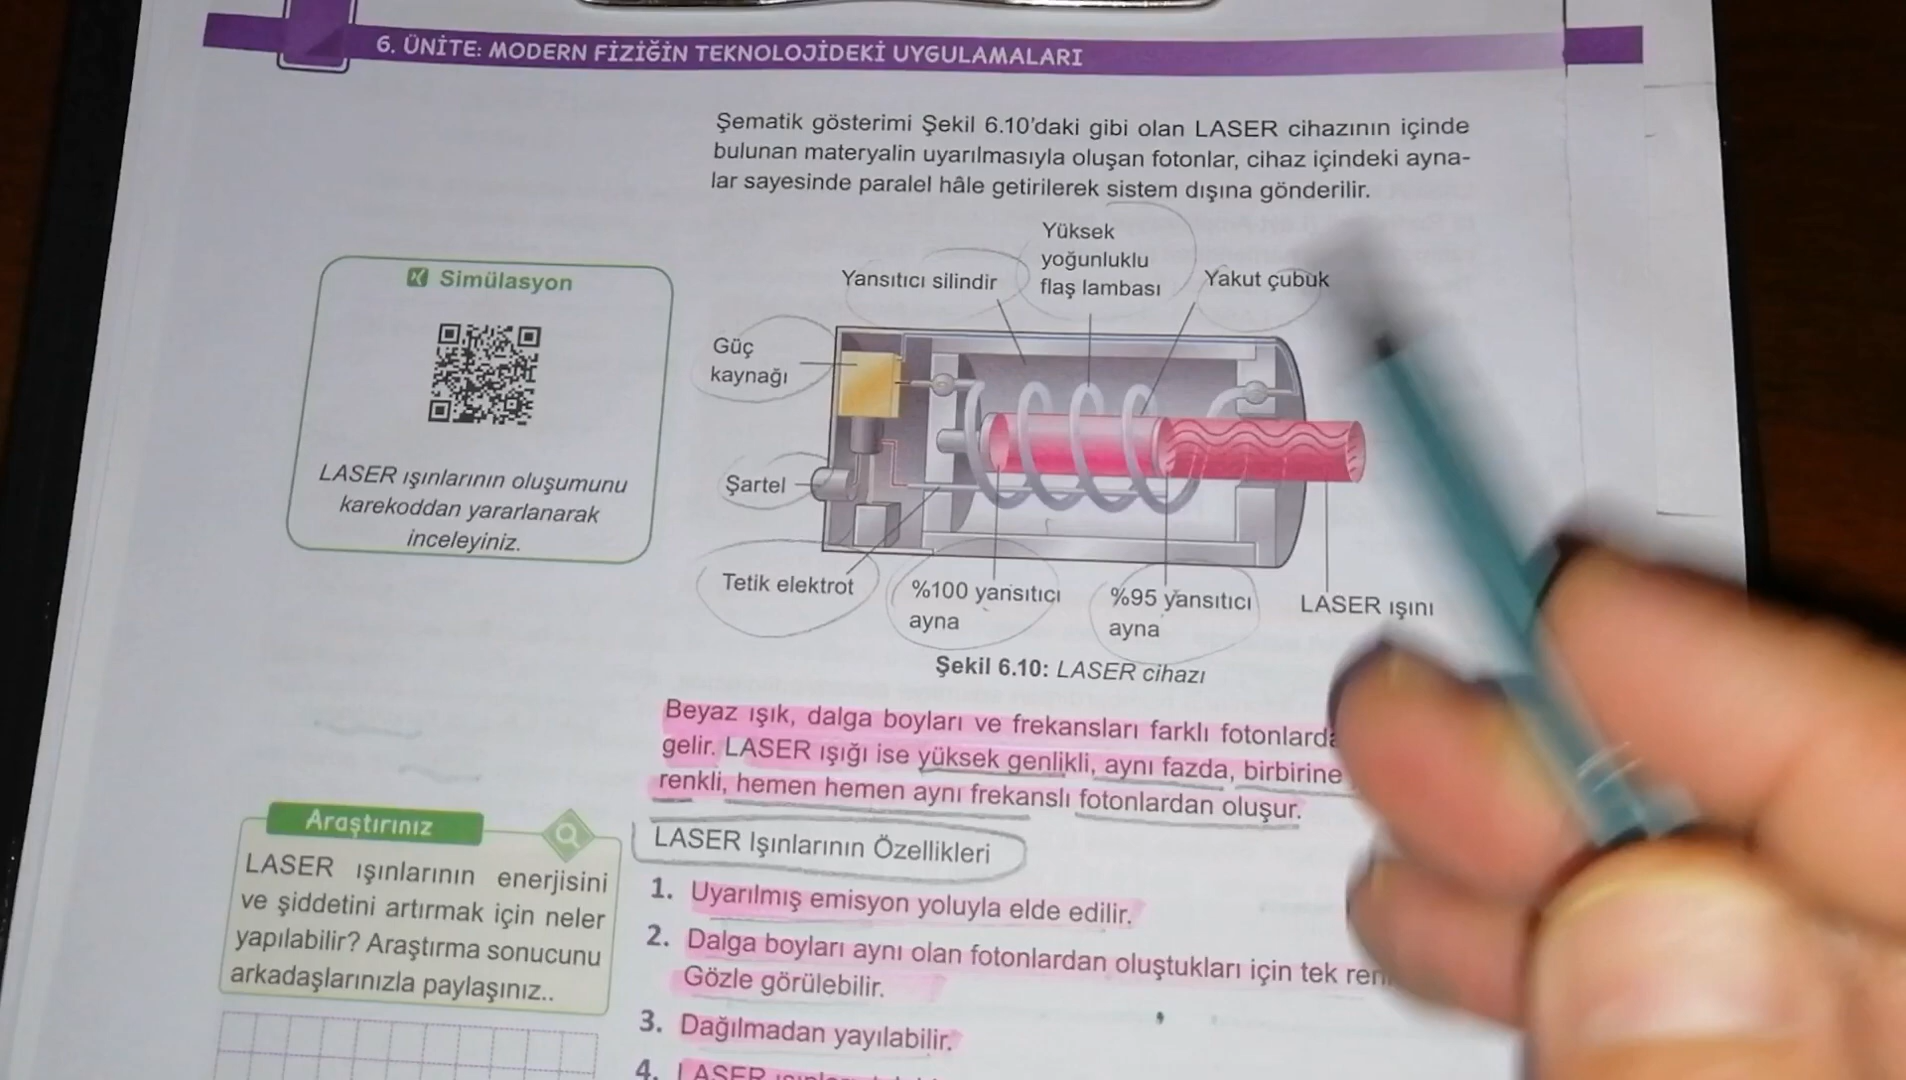 6. ÜNİTE: MODERN FİZİĞİN TEKNOLOJİDEKİ UYGULAMALARI
Şematik gösterimi Şekil 6.10'daki gibi olan LASER cihazının içinde
bulunan materyalin uyarılmasıyla oluşan fotonlar, cihaz içindeki ayna-
lar sayesinde paralel hâle getirilerek sistem dışına gönderilir.
Simülasyon
LASER ışınlarının oluşumunu
karekoddan yararlanarak
inceleyiniz.
Yansıtıcı silindir
Yüksek
yoğunluklu
flaş lambası
Yakut çubuk
Güç
kaynağı
Şartel
Tetik elektrot
%100 yansıtıcı
ayna
%95 yansıtıcı
ayna
LASER ışını
Şekil 6.10: LASER cihazı
Beyaz ışık, dalga boyları ve frekansları farklı
gelir. LASER ışığı ise yüksek genlikli, aynı fazda, birbirine
renkli, hemen hemen aynı frekanslı fotonlardan oluşur.
LASER Işınlarının Özellikleri
1. Uyarılmış emisyon yoluyla elde edilir.
2. Dalga boyları aynı olan fotonlardan oluştukları için tek
Gözle görülebilir.
3. Dağılmadan yayılabilir.
4. LASER
Araştırınız
LASER ışınlarının enerjisini
ve şiddetini artırmak için neler
yapılabilir? Araştırma sonucunu
arkadaşlarınızla paylaşınız..